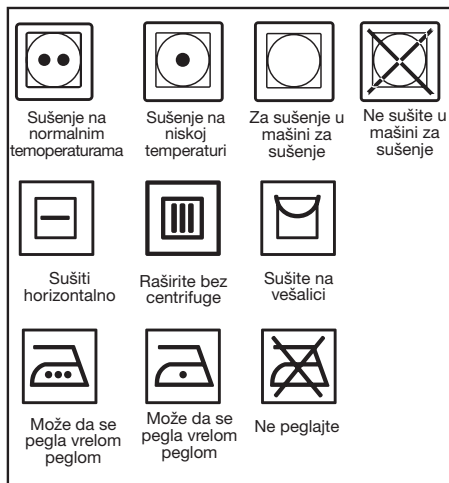 Sušenje na
normalnim
temoperaturama
Sušenje na
niskoj
temperaturi
Za sušenje u
mašini za
sušenje
Ne sušite u
mašini za
sušenje
Sušiti
horizontalno
Raširite bez
centrifuge
Sušite na
vešalici
Može da se
pegla vrelom
peglom
Može da se
pegla vrelom
peglom
Ne peglajte